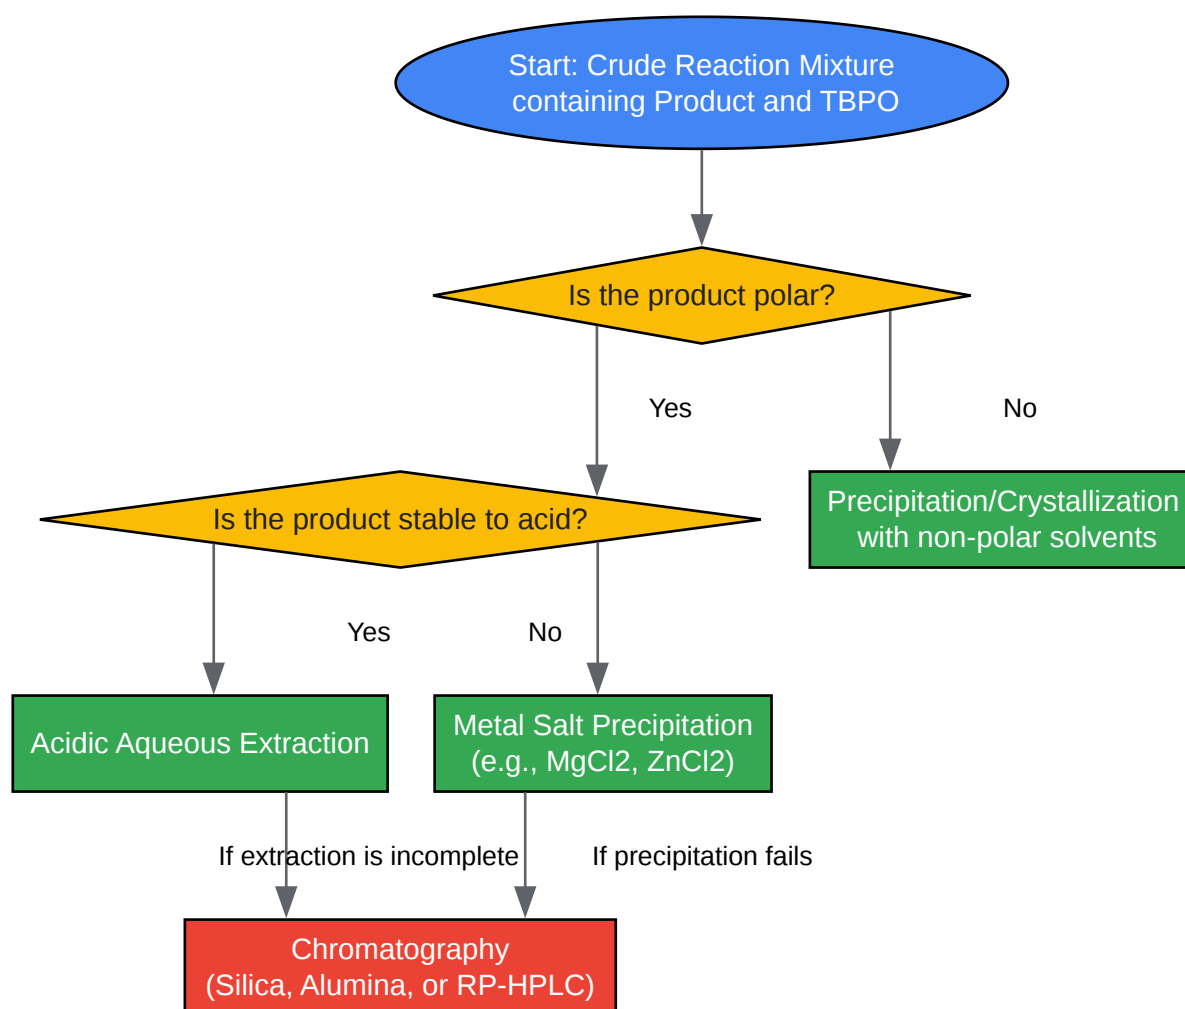 Start: Crude Reaction Mixture
containing Product and TBPO
Is the product polar?
Yes
No
Precipitation/Crystallization
with non-polar solvents
Is the product stable to acid?
Yes
No
Acidic Aqueous Extraction
Metal Salt Precipitation
(e.g., MgCl2, ZnCl2)
If extraction is incomplete
If precipitation fails
Chromatography
(Silica, Alumina, or RP-HPLC)